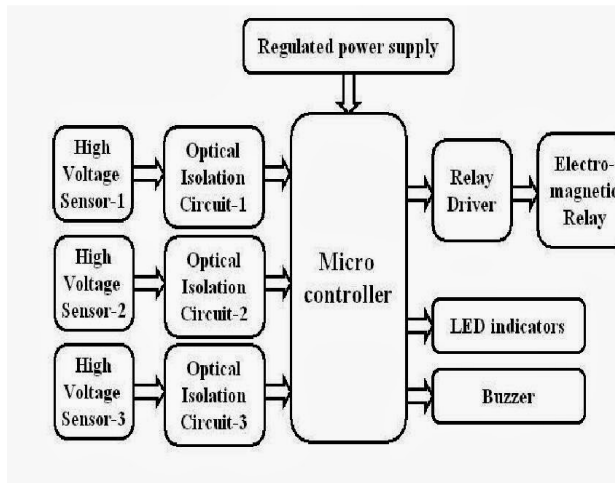 Regulated power supply
High
Voltage
Sensor-1
Optical
Isolation
Circuit-1
Relay
Driver
Electro-
magnetic
Relay
High
Voltage
Sensor-2
Optical
Isolation
Circuit-2
Micro
controller
LED indicators
High
Voltage
Sensor-3
Optical
Isolation
Circuit-3
Buzzer